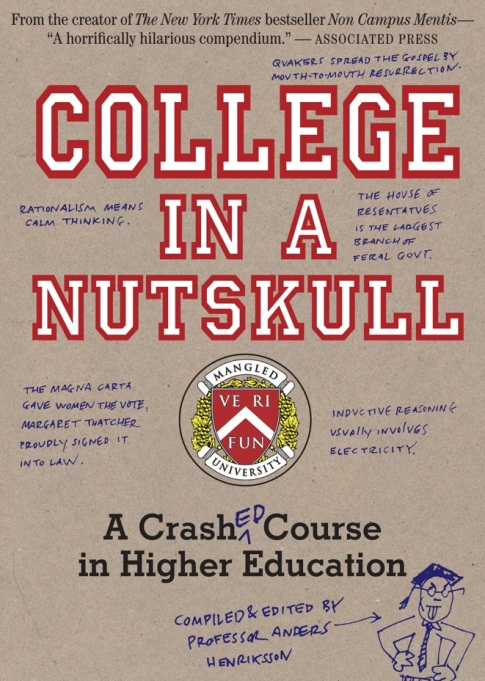 From the creator of The New York Times bestseller Non Campus Mentis—
“A horrifically hilarious compendium.” — ASSOCIATED PRESS
QUAKERS SPREAD THE GOSPEL BY
MOUTH-TO-MOUTH RESURRECTION.
COLLEGE
RATIONALISM MEANS
CALM THINKING.
IN A
THE HOUSE OF
RESENTATVES
IS THE LARGEST
BRANCH OF
FERAL GOVT.
NUTSKULL
THE MAGNA CARTA
GAVE WOMEN THE VOTE.
MARGARET THATCHER
PROUDLY SIGNED IT
INTO LAW.
MANGLED
VE RI
FUN
UNIVERSITY
INDUCTIVE REASONING
USUALLY INVOLVES
ELECTRICITY.
A Crash ED Course
in Higher Education
COMPILED & EDITED BY
PROFESSOR ANDERS
HENRIKSSON